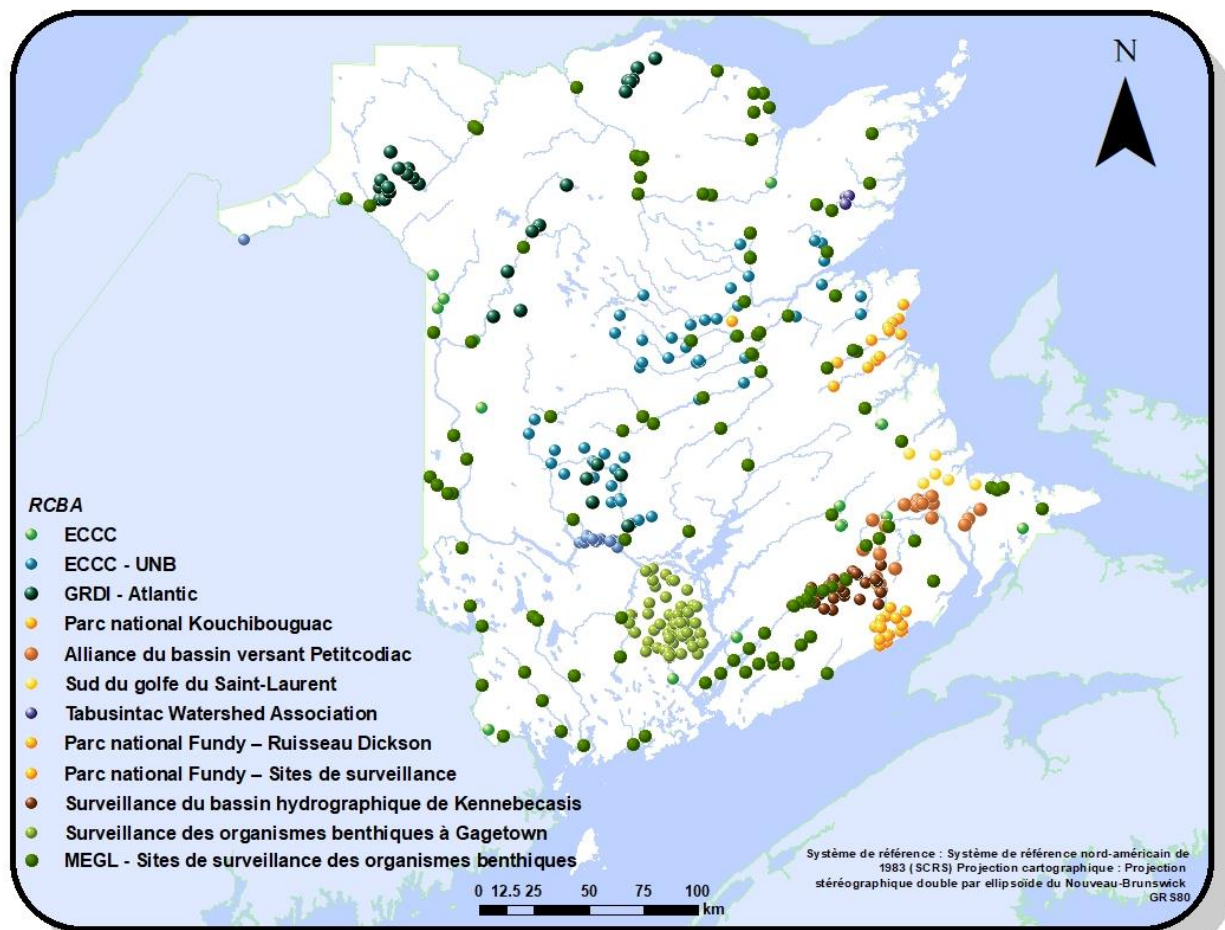 N
RCBA
ECCC
ECCC - UNB
GRDI - Atlantic
Parc national Kouchibouguac
Alliance du bassin versant Petitcodiac
Sud du golfe du Saint-Laurent
Tabusintac Watershed Association
Parc national Fundy – Ruisseau Dickson
Parc national Fundy – Sites de surveillance
Surveillance du bassin hydrographique de Kennebecasis
Surveillance des organismes benthiques à Gagetown
MEGL - Sites de surveillance des organismes benthiques
Système de référence : Système de référence nord-américain de
1983 (SCRS) Projection cartographique : Projection
stéréographique double par ellipsoïde du Nouveau-Brunswick
GRS80
0 12.5 25 50 75 100
km